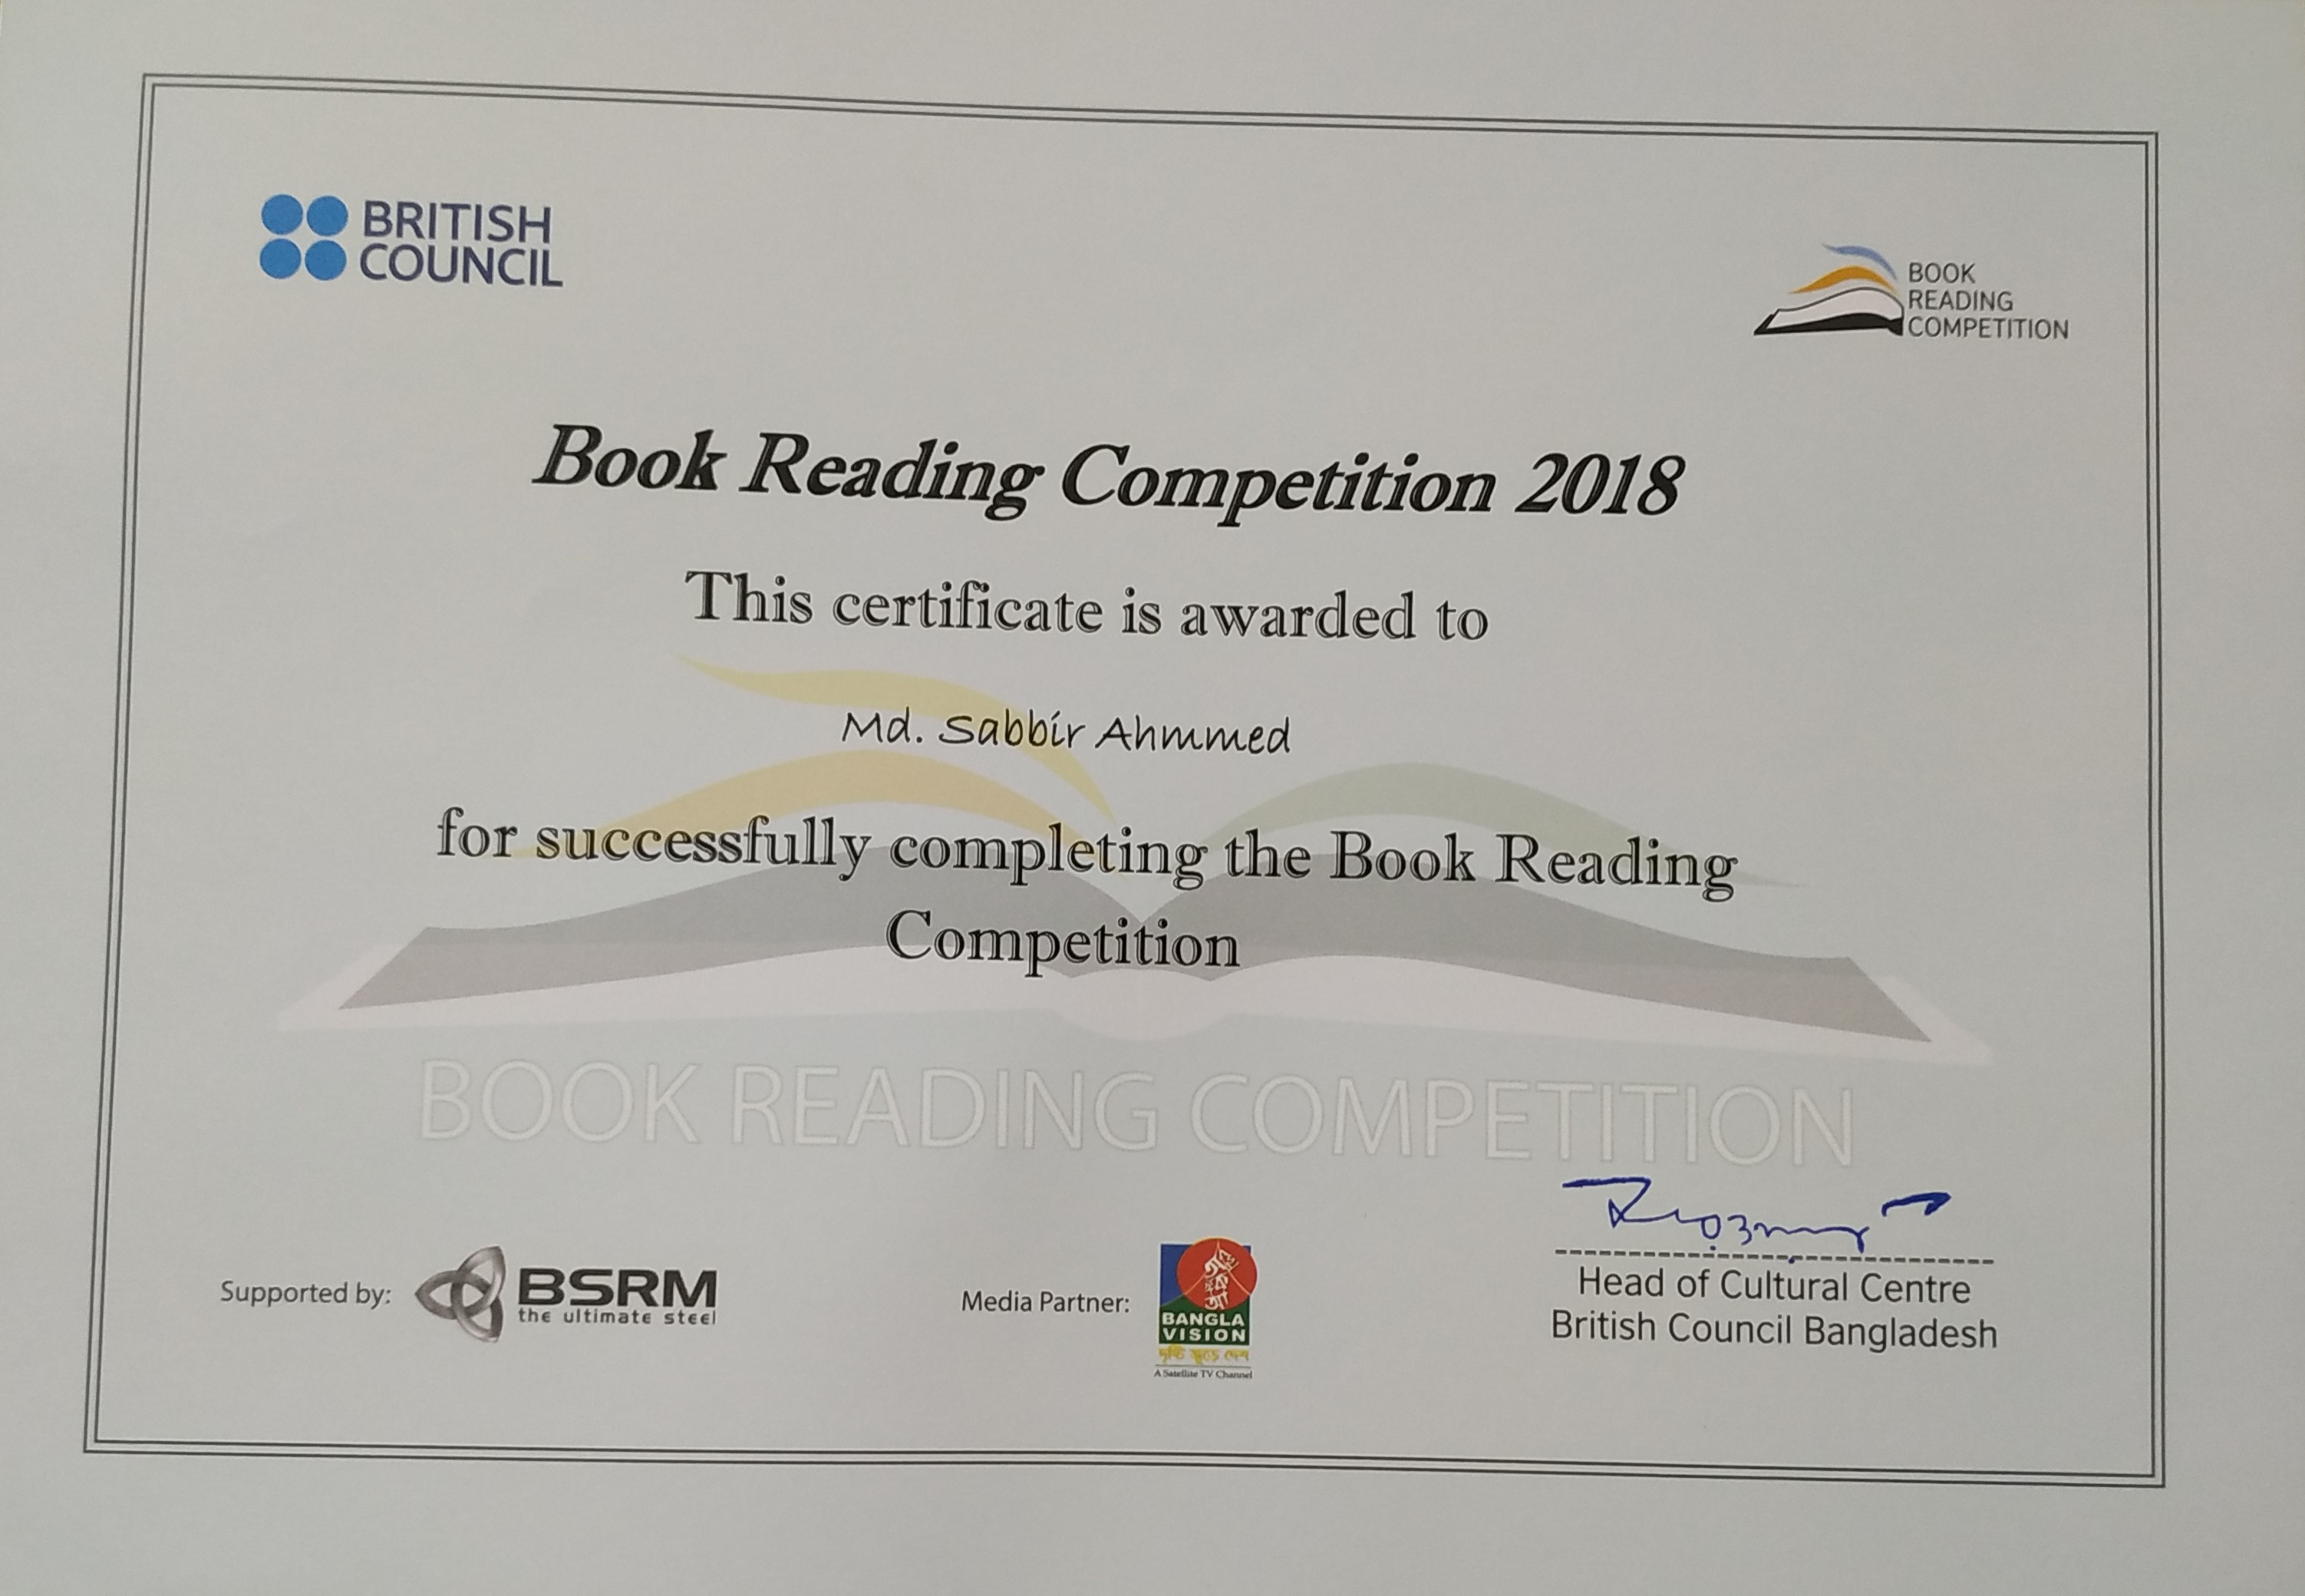 BRITISH
COUNCIL
BOOK
READING
COMPETITION
Book Reading Competition 2018
This certificate is awarded to
Md. Sabbir Ahmmed
for successfully completing the Book Reading
Competition
BOOK READING COMPETITION
Supported by:
BSRM
the ultimate steel
Media Partner:
BANGLA
VISION
দৃষ্টি জুড়ে দেশ
A Satellite TV Channel
Head of Cultural Centre
British Council Bangladesh